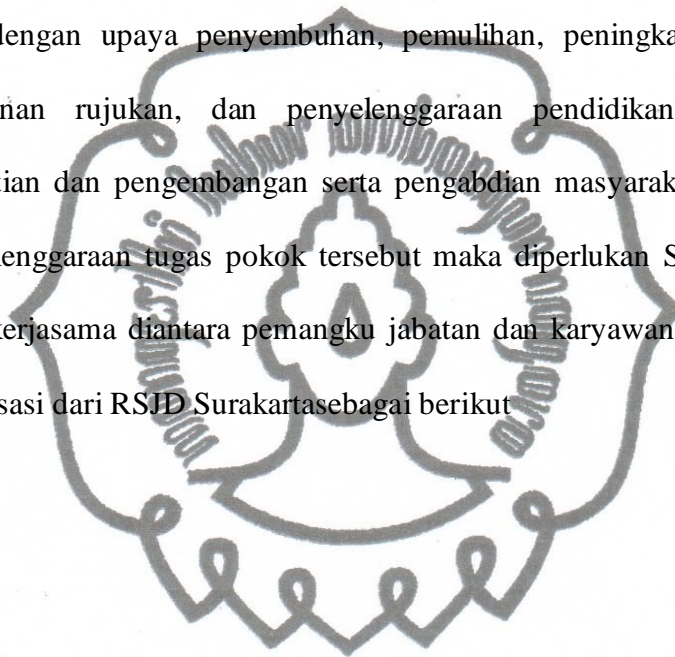 dengan upaya penyembuhan, pemulihan, peningka
nan rujukan, dan penyelenggaraan pendidikan
tian dan pengembangan serta pengabdian masyarak
lenggaraan tugas pokok tersebut maka diperlukan S
kerjasama diantara pemangku jabatan dan karyawan
sasi dari RSJD Surakartasebagai berikut